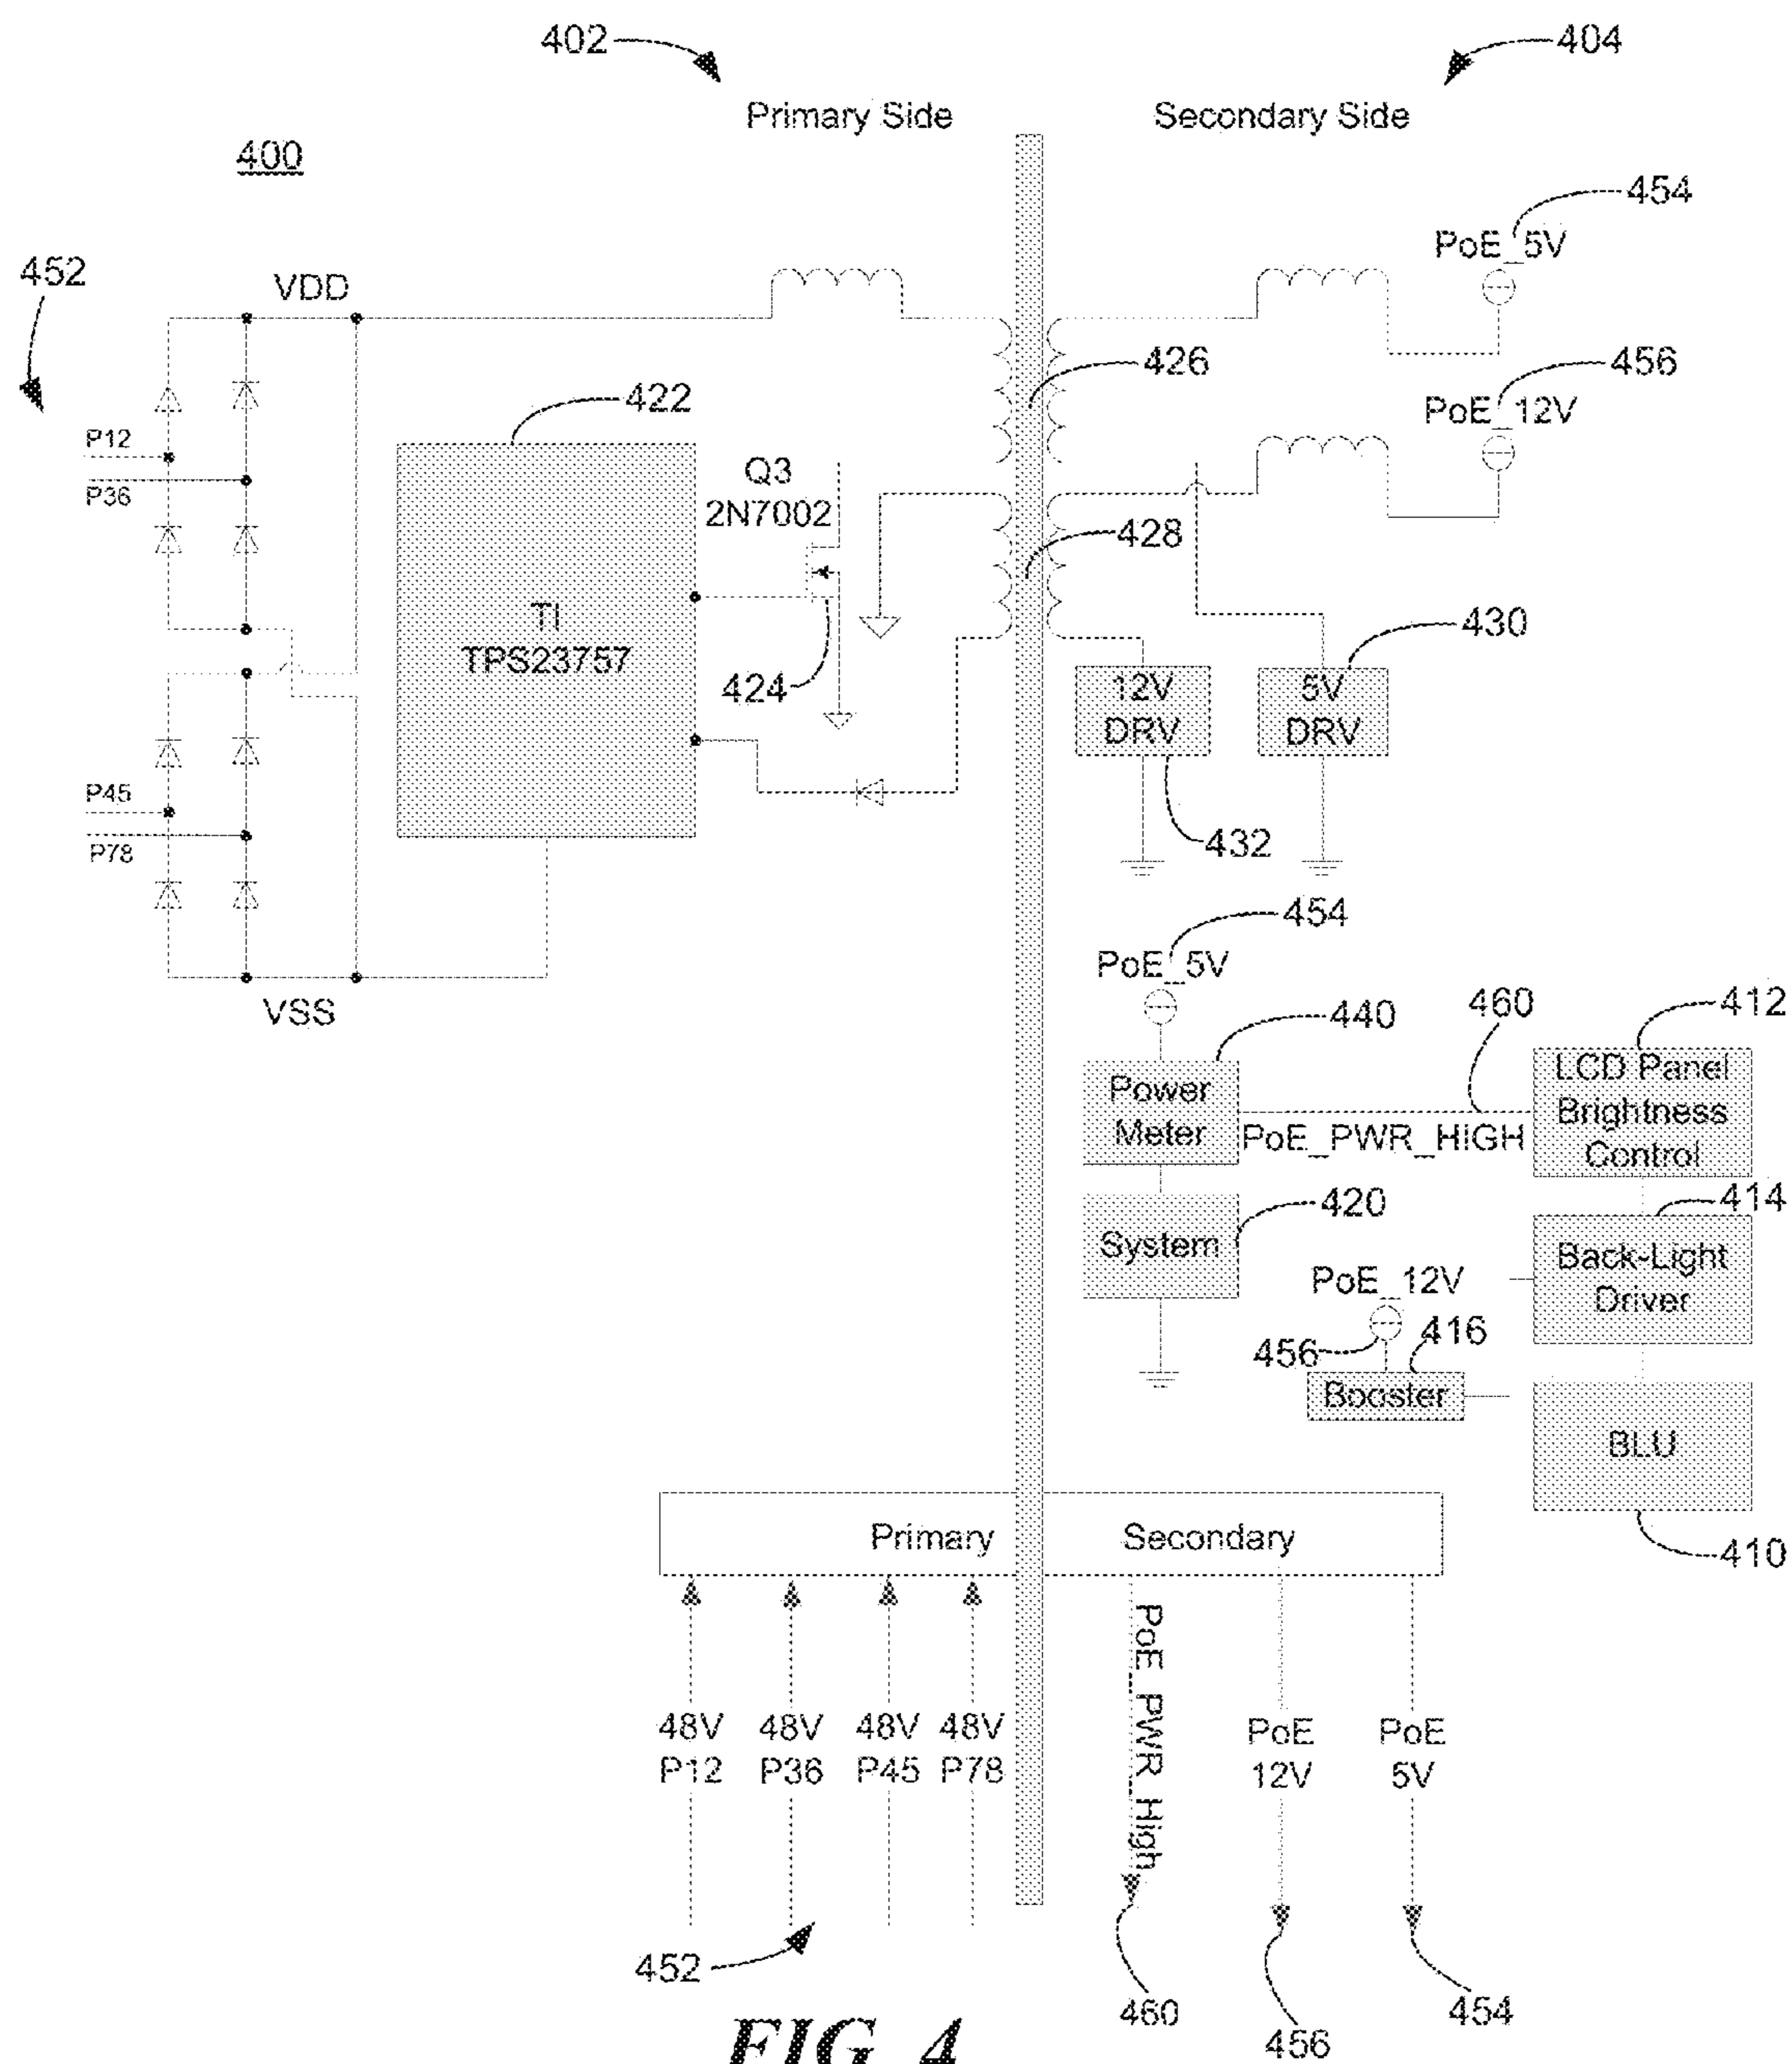 402
404
Primary Side
Secondary Side
400
454
PoE_5V
452
VDD
426
456
PoE_12V
422
P12
P36
Q3
2N7002
428
TI
TPS23757
424
430
12V
DRV
5V
DRV
P45
P78
432
454
PoE_5V
VSS
440
460
412
Power
Meter
PoE_PWR_HIGH
LCD Panel
Brightness
Control
420
414
System
PoE_12V
Back-Light
Driver
456
416
Booster
BLU
410
Primary
Secondary
48V
P12
48V
P36
48V
P45
48V
P78
PoE_PWR_High
PoE
12V
PoE
5V
452
460
456
454
FIG. 4